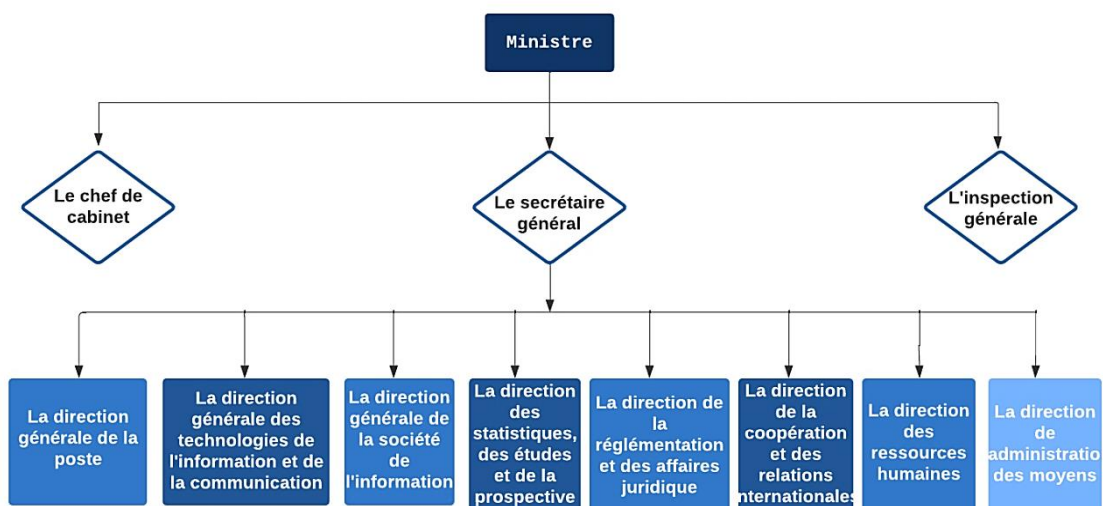 Ministre
Le chef de
cabinet
Le secrétaire
général
L'inspection
générale
La direction
générale de la
poste
La direction
générale des
technologies de
l'information et de
la communication
La direction
générale de
la société
de
l'information
La direction
des
statistiques,
des études
et de la
prospective
La direction de
la
réglémentation
et des affaires
juridique
La direction
de la
coopération
et des
relations
internationales
La direction
des
ressources
humaines
La direction
de
administratio
des moyens